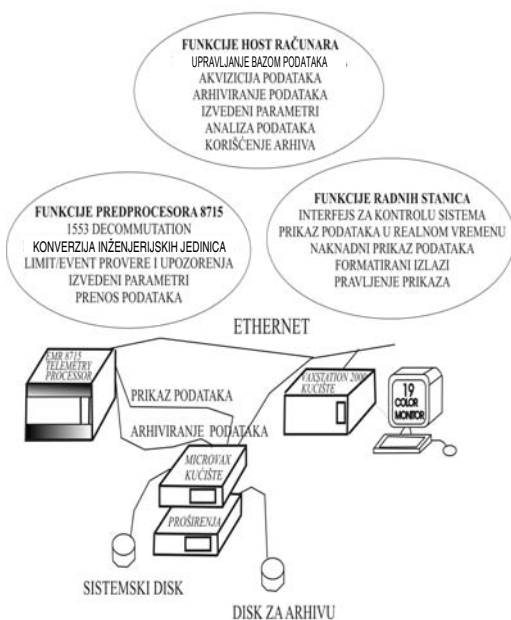 FUNKCIJE HOST RAČUNARA
UPRAVLJANJE BAZOM PODATAKA
AKVIZICIJA PODATAKA
ARHIVIRANJE PODATAKA
IZVEDENI PARAMETRI
ANALIZA PODATAKA
KORIŠĆENJE ARHIVA
FUNKCIJE PREDPROCESORA 8715
1553 DECOMMUTATION
KONVERZIJA INŽENJERIJSKIH JEDINICA
LIMIT/EVENT PROVERE I UPOZORENJA
IZVEDENI PARAMETRI
PRENOS PODATAKA
FUNKCIJE RADNIH STANICA
INTERFEJS ZA KONTROLU SISTEMA
PRIKAZ PODATAKA U REALNOM VREMENU
NAKNADNI PRIKAZ PODATAKA
FORMATIRANI IZLAZI
PRAVLJENJE PRIKAZA
ETHERNET
EMR 8715
TELEMETRY
PROCESSOR
VAXSTATION 2000
KUĆIŠTE
19
COLOR
MONITOR
PRIKAZ PODATAKA
ARHIVIRANJE PODATAKA
MICROVAX
KUĆIŠTE
PROŠIRENJA
SISTEMSKI DISK
DISK ZA ARHIVU